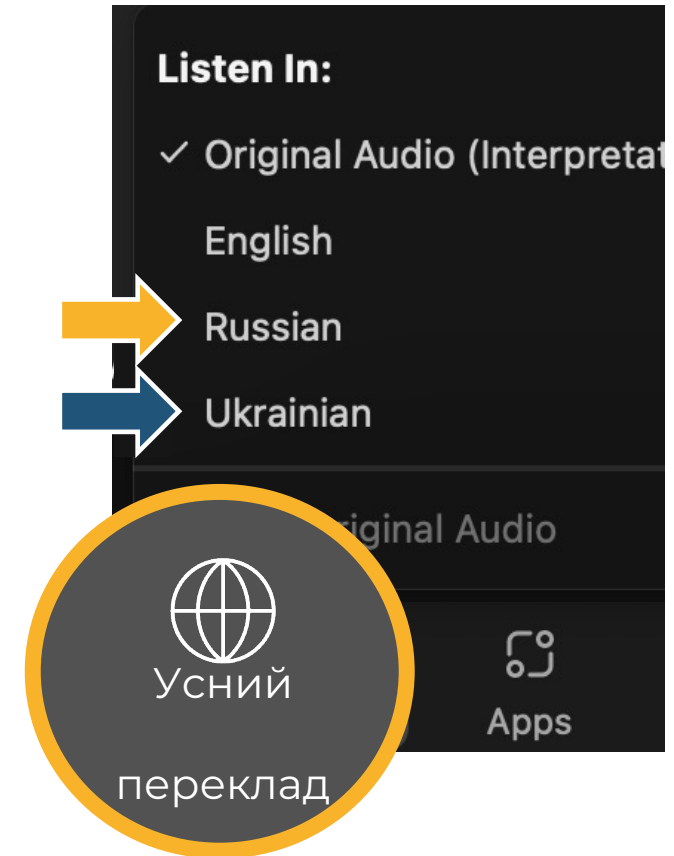 Listen In:
Original Audio (Interpretat
English
Russian
Ukrainian
riginal Audio
Apps
Усний
переклад